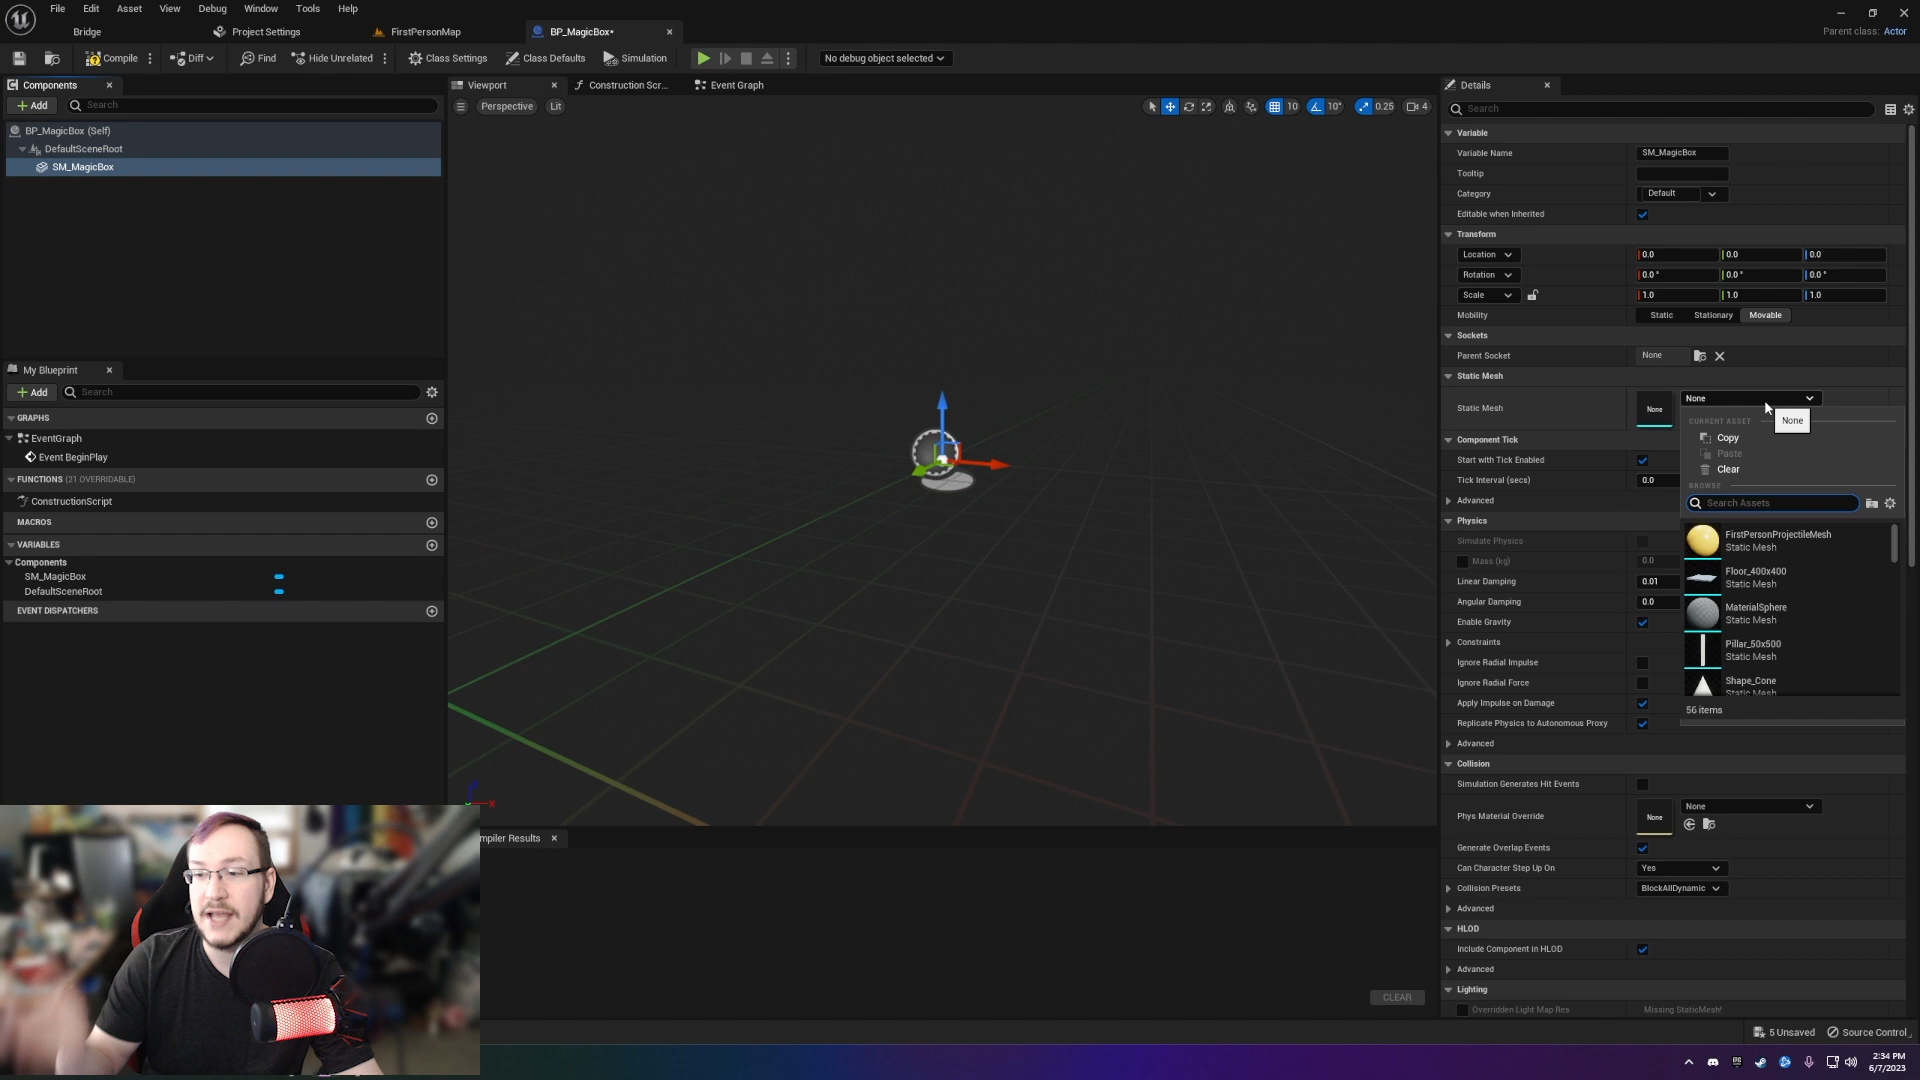 File Edit Asset View Debug Window Tools Help
Bridge Project Settings FirstPersonMap BP_MagicBox•
Parent class: Actor
Compile Diff Find Hide Unrelated Class Settings Class Defaults Simulation No debug object selected
Components
Add Search
BP_MagicBox (Self)
DefaultSceneRoot
SM_MagicBox
My Blueprint
Add Search
GRAPHS
EventGraph
Event BeginPlay
FUNCTIONS (21 OVERRIDABLE)
ConstructionScript
MACROS
VARIABLES
Components
SM_MagicBox
DefaultSceneRoot
EVENT DISPATCHERS
Viewport Construction Scr... Event Graph
Perspective Lit
10 10° 0.25 4
x
mpiler Results
CLEAR
Details
Search
Variable
Variable Name SM_MagicBox
Tooltip
Category Default
Editable when Inherited
Transform
Location 0.0 0.0 0.0
Rotation 0.0 ° 0.0 ° 0.0 °
Scale 1.0 1.0 1.0
Mobility Static Stationary Movable
Sockets
Parent Socket None
Static Mesh
Static Mesh None None
None
CURRENT ASSET
Copy
Paste
Clear
BROWSE
Search Assets
FirstPersonProjectileMesh
Static Mesh
Floor_400x400
Static Mesh
MaterialSphere
Static Mesh
Pillar_50x500
Static Mesh
Shape_Cone
Static Mesh
56 items
Component Tick
Start with Tick Enabled
Tick Interval (secs) 0.0
Advanced
Physics
Simulate Physics
Mass (kg) 0.0
Linear Damping 0.01
Angular Damping 0.0
Enable Gravity
Constraints
Ignore Radial Impulse
Ignore Radial Force
Apply Impulse on Damage
Replicate Physics to Autonomous Proxy
Advanced
Collision
Simulation Generates Hit Events
Phys Material Override None None
Generate Overlap Events
Can Character Step Up On Yes
Collision Presets BlockAllDynamic
Advanced
HLOD
Include Component in HLOD
Advanced
Lighting
Overridden Light Map Res Missing StaticMesh!
5 Unsaved Source Control
2:34 PM
6/7/2023